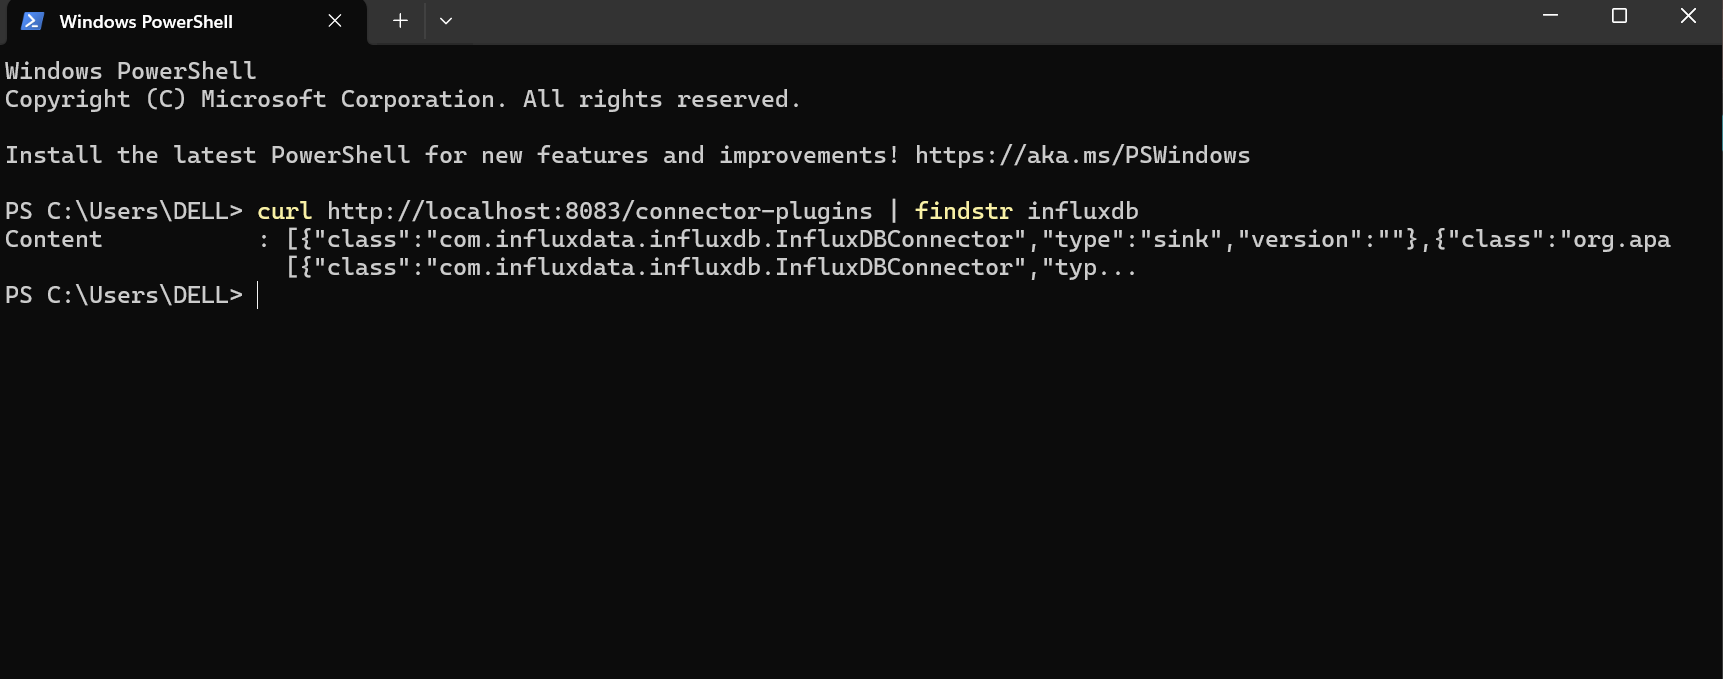 Windows PowerShell
Windows PowerShell
Copyright (C) Microsoft Corporation. All rights reserved.
Install the latest PowerShell for new features and improvements! https://aka.ms/PSWindows
PS C:\Users\DELL> curl http://localhost:8083/connector-plugins | findstr influxdb
Content           : [{"class":"com.influxdata.influxdb.InfluxDBConnector","type":"sink","version":""},{"class":"org.apa
                    [{"class":"com.influxdata.influxdb.InfluxDBConnector","typ...
PS C:\Users\DELL>